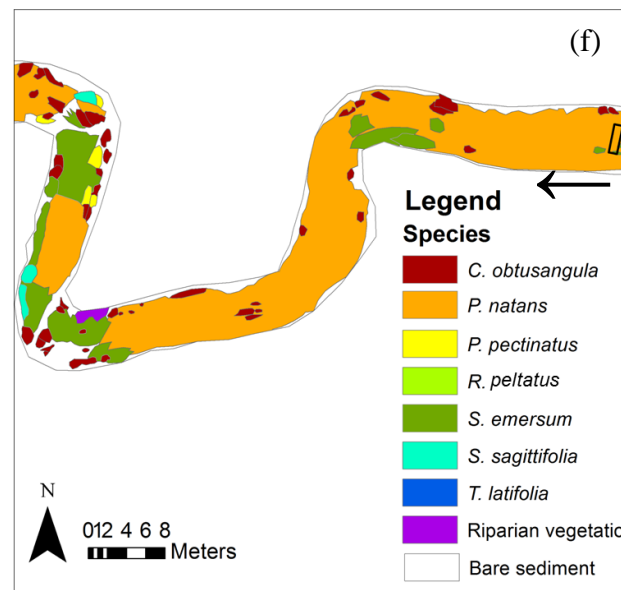 (f)
Legend
Species
C. obtusangula
P. natans
P. pectinatus
R. peltatus
S. emersum
S. sagittifolia
T. latifolia
Riparian vegetatio
Bare sediment
N
012 4 6 8
Meters